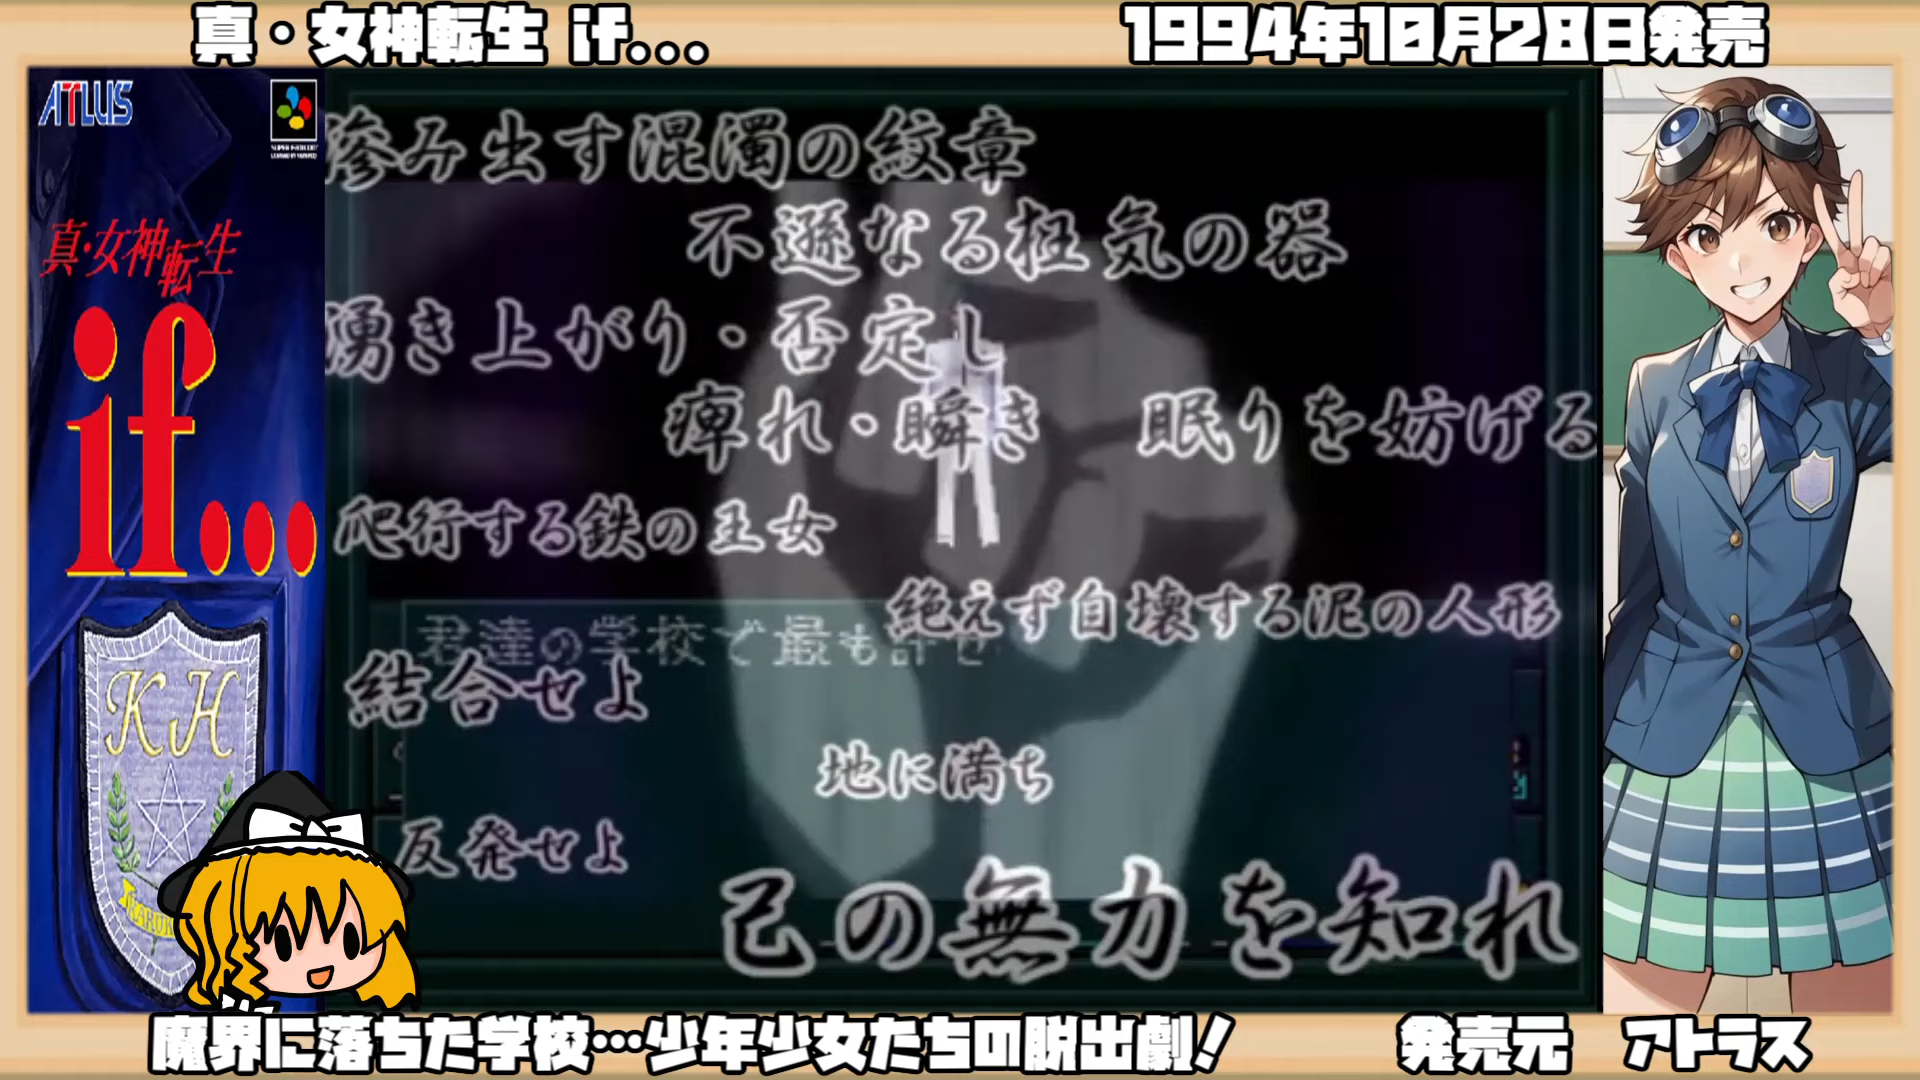 真・女神転生 if...
1994年10月28日発売
ATLUS
真・女神転生
if...
KH
滲み出す混濁の紋章
不遜なる狂気の器
湧き上がり・否定し
痺れ・瞬き 眠りを妨げる
爬行する鉄の王女
絶えず自壊する泥の人形
君達の学校で最も許せ
結合せよ
地に満ち
反発せよ
己の無力を知れ
魔界に落ちた学校…少年少女たちの脱出劇！
発売元 アトラス